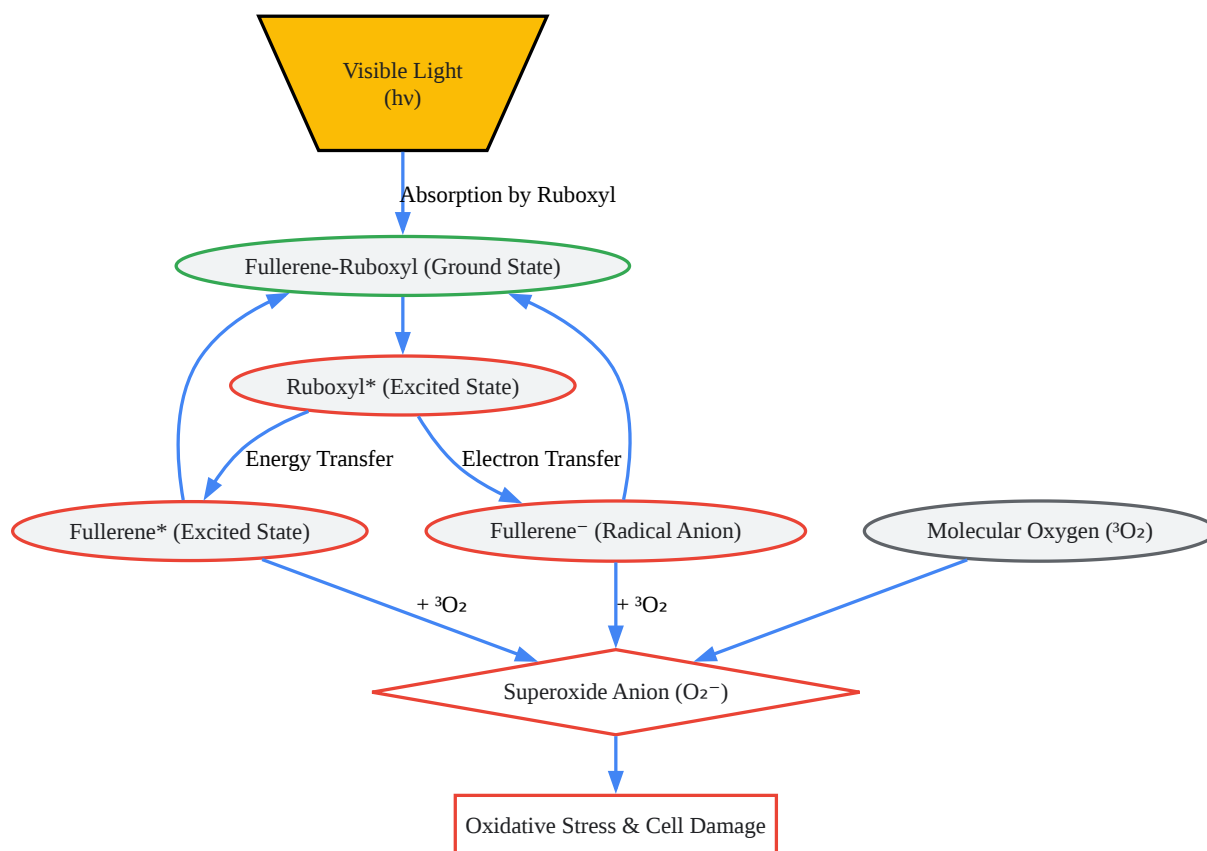 Visible Light
(hν)
Absorption by Ruboxyl
Fullerene-Ruboxyl (Ground State)
Ruboxyl* (Excited State)
Energy Transfer
Electron Transfer
Fullerene* (Excited State)
Fullerene⁻ (Radical Anion)
Molecular Oxygen (³O₂)
+ ³O₂
+ ³O₂
Superoxide Anion (O₂⁻)
Oxidative Stress & Cell Damage